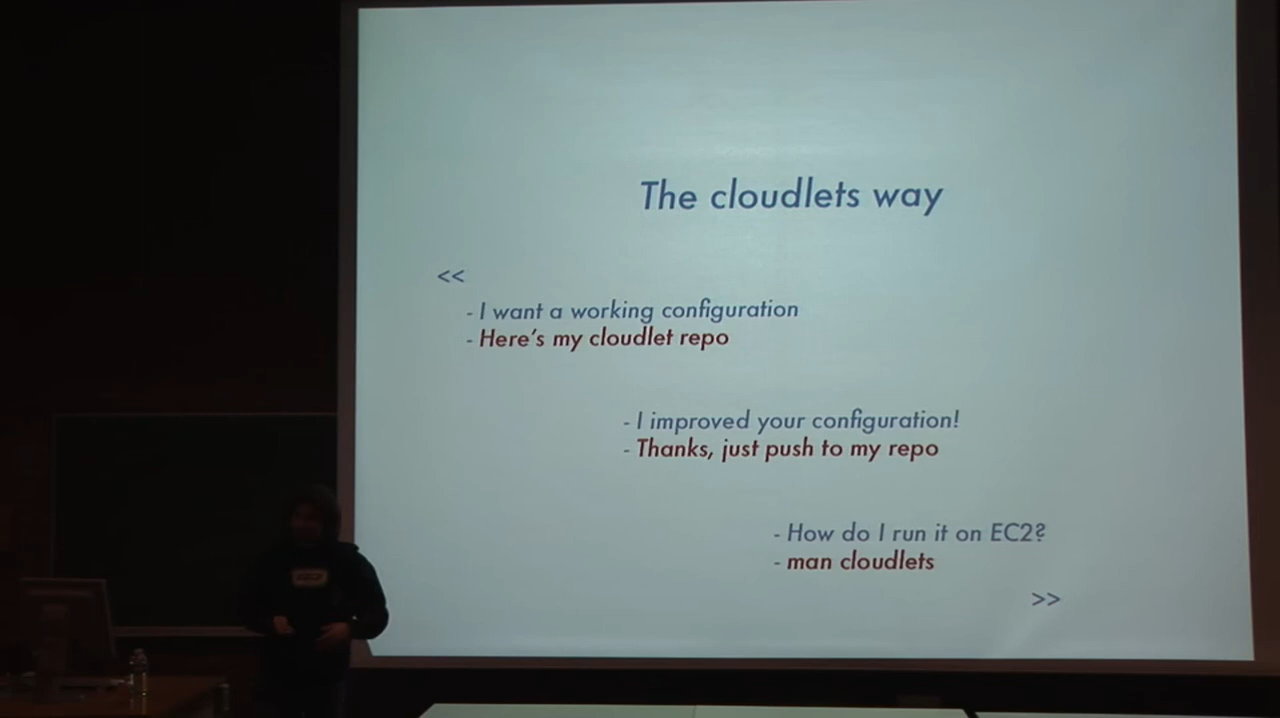 The cloudlets way
<<
- I want a working configuration
- Here's my cloudlet repo
- I improved your configuration!
- Thanks, just push to my repo
- How do I run it on EC2?
- man cloudlets
>>